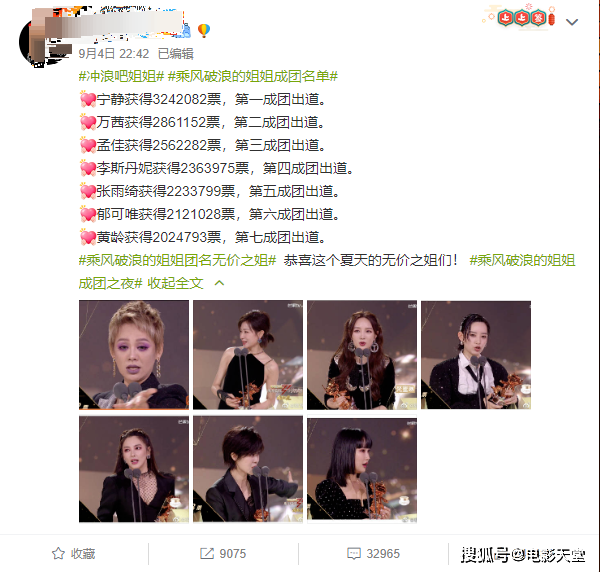 上上签
9月4日 22:42 已编辑
#冲浪吧姐姐# #乘风破浪的姐姐成团名单#
宁静获得3242082票，第一成团出道。
万茜获得2861152票，第二成团出道。
孟佳获得2562282票，第三成团出道。
李斯丹妮获得2363975票，第四成团出道。
张雨绮获得2233799票，第五成团出道。
郁可唯获得2121028票，第六成团出道。
黄龄获得2024793票，第七成团出道。
#乘风破浪的姐姐团名无价之姐# 恭喜这个夏天的无价之姐们！ #乘风破浪的姐姐
成团之夜# 收起全文
收藏 9075 32965
搜狐号@电影天堂